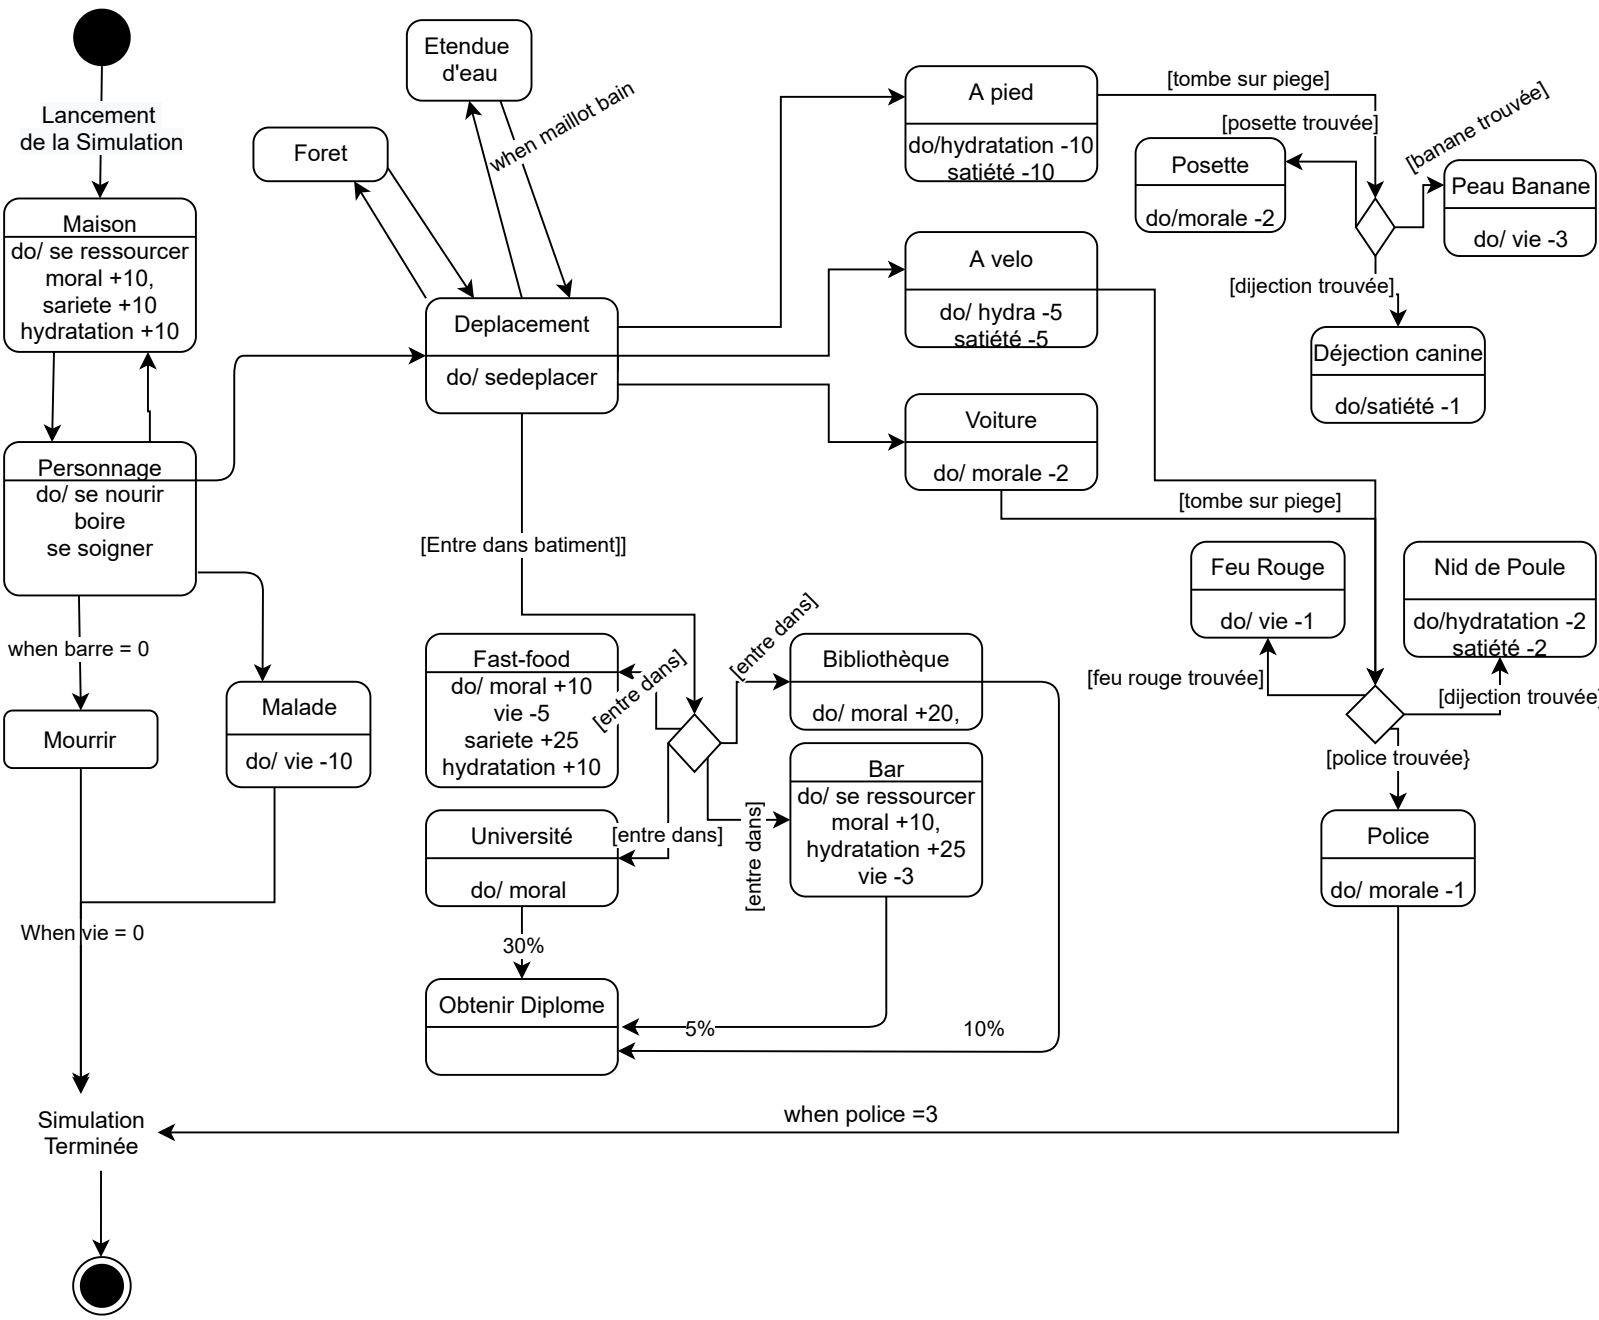 Lancement
de la Simulation
Maison
do/ se ressourcer
moral +10,
sariete +10
hydratation +10
Personnage
do/ se nourir
boire
se soigner
when barre = 0
Mourrir
Malade
do/ vie -10
When vie = 0
Simulation
Terminée
Foret
Etendue
d'eau
when maillot bain
Deplacement
do/ sedeplacer
[Entre dans batiment]]
Fast-food
do/ moral +10
vie -5
sariete +25
hydratation +10
[entre dans]
[entre dans]
Bibliothèque
do/ moral +20,
Bar
do/ se ressourcer
moral +10,
hydratation +25
vie -3
[entre dans]
Université
do/ moral
[entre dans]
30%
Obtenir Diplome
5%
10%
A pied
do/hydratation -10
satiété -10
[tombe sur piege]
[posette trouvée]
Posette
do/morale -2
[banane trouvée]
Peau Banane
do/ vie -3
[dijection trouvée]
Déjection canine
do/satiété -1
A velo
do/ hydra -5
satiété -5
Voiture
do/ morale -2
[tombe sur piege]
Feu Rouge
do/ vie -1
Nid de Poule
do/hydratation -2
satiété -2
[feu rouge trouvée]
[dijection trouvée]
[police trouvée}
Police
do/ morale -1
when police =3